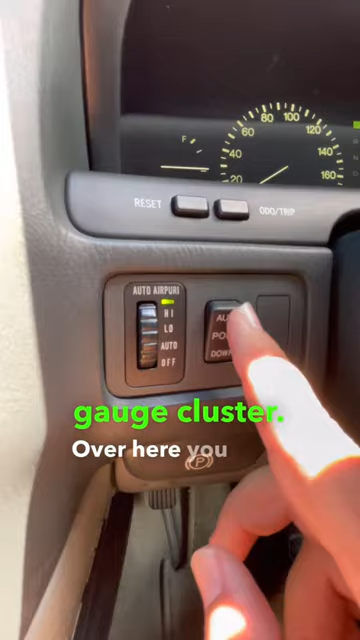 F
20
40
60
80
100
120
140
160
RESET
ODO/TRIP
AUTO AIRPURI
HI
LO
AUTO
OFF
DOWN
gauge cluster.
Over here you
P